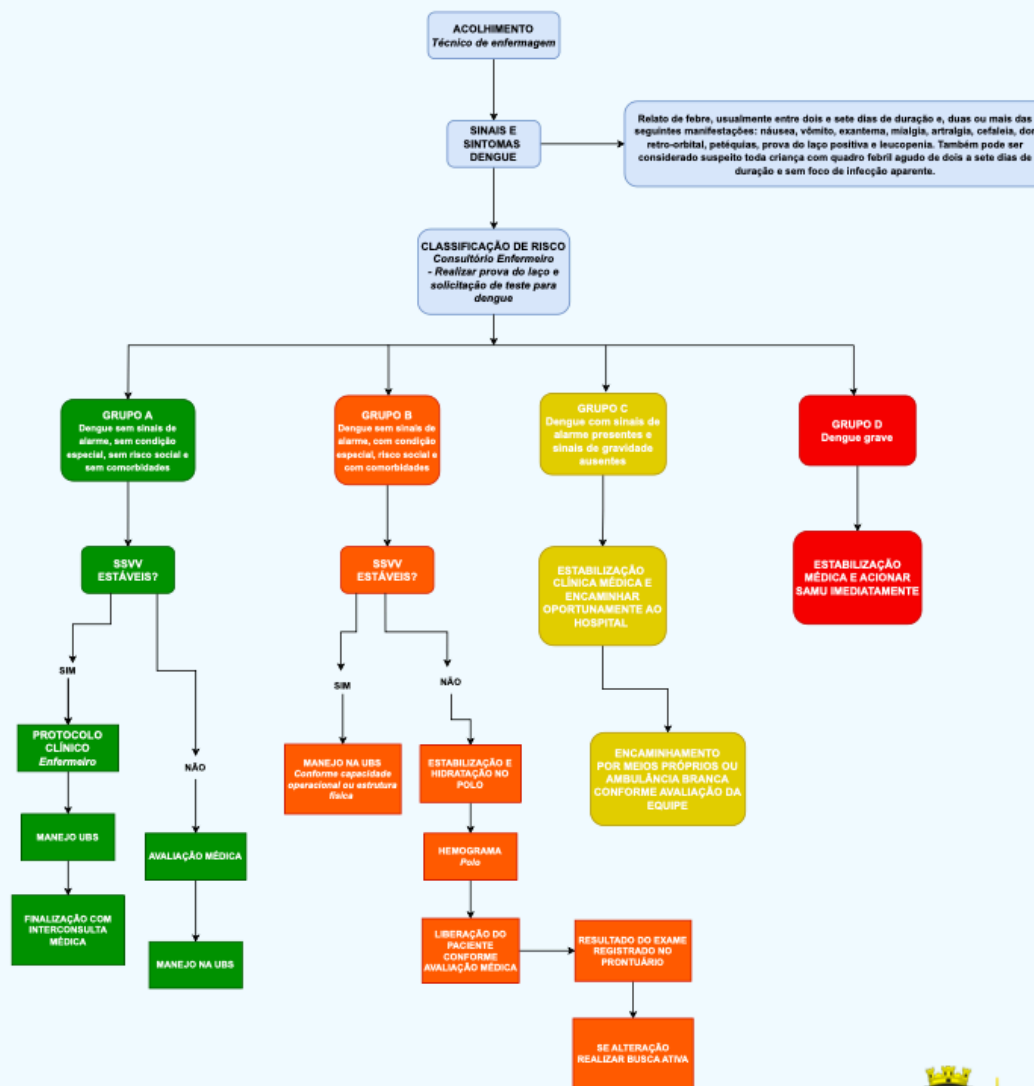 ACOLHIMENTO
Técnico de enfermagem
SINAIS E
SINTOMAS
DENGUE
Relato de febre, usualmente entre dois e sete dias de duração e, duas ou mais das
seguintes manifestações: náusea, vômito, exantema, mialgia, artralgia, cefaleia, dor
retro-orbital, petéquias, prova do laço positiva e leucopenia. Também pode ser
considerado suspeito toda criança com quadro febril agudo de dois a sete dias de
duração e sem foco de infecção aparente.
CLASSIFICAÇÃO DE RISCO
Consultório Enfermeiro
- Realizar prova do laço e
solicitação de teste para
dengue
GRUPO A
Dengue sem sinais de
alarme, sem condição
especial, sem risco social e
sem comorbidades
GRUPO B
Dengue sem sinais de
alarme, com condição
especial, risco social e
com comorbidades
GRUPO C
Dengue com sinais de
alarme presentes e
sinais de gravidade
ausentes
GRUPO D
Dengue grave
SSVV
ESTÁVEIS?
SSVV
ESTÁVEIS?
ESTABILIZAÇÃO
CLÍNICA MÉDICA E
ENCAMINHAR
OPORTUNAMENTE AO
HOSPITAL
ESTABILIZAÇÃO
MÉDICA E ACIONAR
SAMU IMEDIATAMENTE
SIM
NÃO
SIM
NÃO
PROTOCOLO
CLÍNICO
Enfermeiro
MANEJO NA UBS
Conforme capacidade
operacional ou estrutura
física
ESTABILIZAÇÃO E
HIDRATAÇÃO NO
POLO
ENCAMINHAMENTO
POR MEIOS PRÓPRIOS OU
AMBULÂNCIA BRANCA
CONFORME AVALIAÇÃO DA
EQUIPE
MANEJO UBS
AVALIAÇÃO MÉDICA
HEMOGRAMA
Polo
FINALIZAÇÃO COM
INTERCONSULTA
MÉDICA
MANEJO NA UBS
LIBERAÇÃO DO
PACIENTE
CONFORME
AVALIAÇÃO MÉDICA
RESULTADO DO EXAME
REGISTRADO NO
PRONTUÁRIO
SE ALTERAÇÃO
REALIZAR BUSCA ATIVA